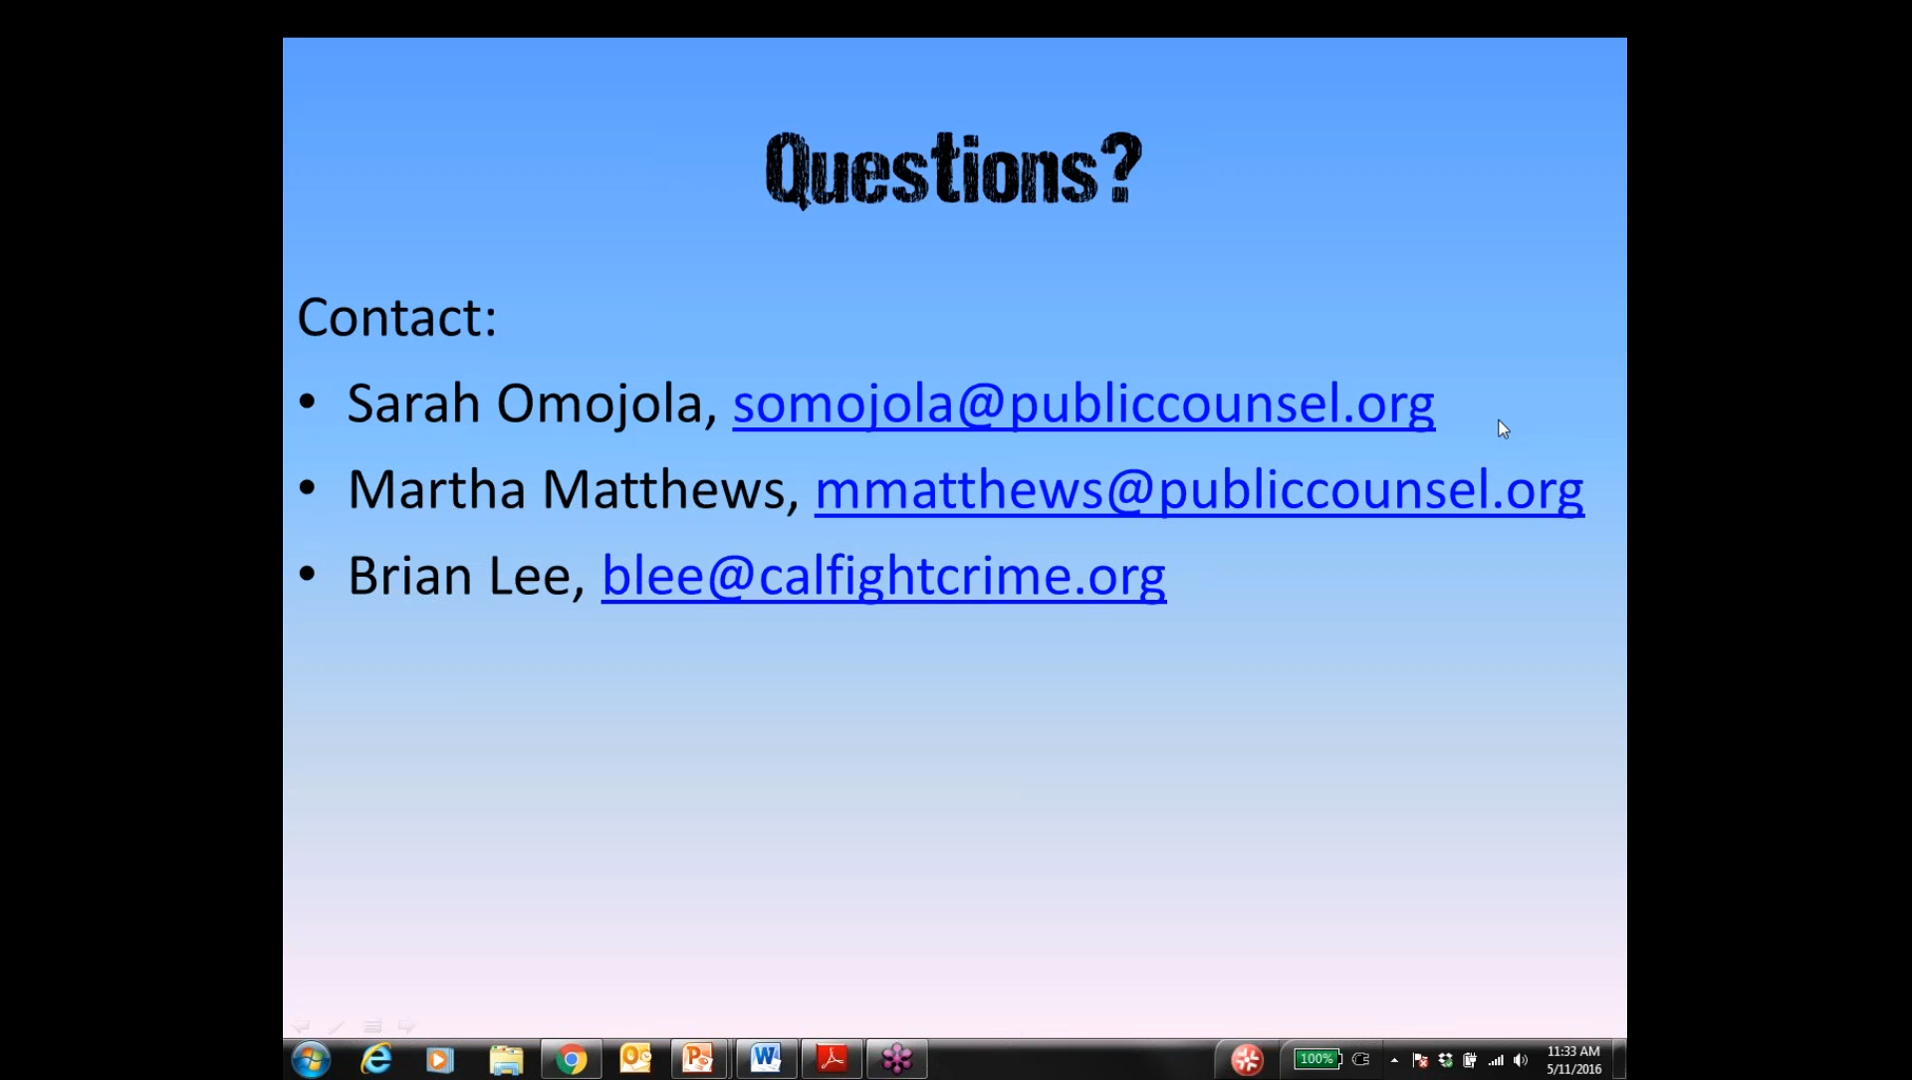 Questions?
Contact:
• Sarah Omojola, somojola@publiccounsel.org
• Martha Matthews, mmatthews@publiccounsel.org
• Brian Lee, blee@calfightcrime.org
100%
11:33 AM
5/11/2016